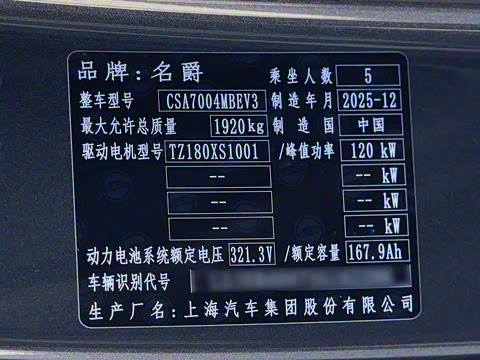 品牌：名爵 乘坐人数 5
整车型号 CSA7004MBEV3 制造年月 2025-12
最大允许总质量 1920kg 制造国 中国
驱动电机型号 TZ180XS1001 /峰值功率 120 kW
-- -- kW
-- -- kW
-- -- kW
动力电池系统额定电压 321.3V /额定容量 167.9Ah
车辆识别代号
生产厂名：上海汽车集团股份有限公司